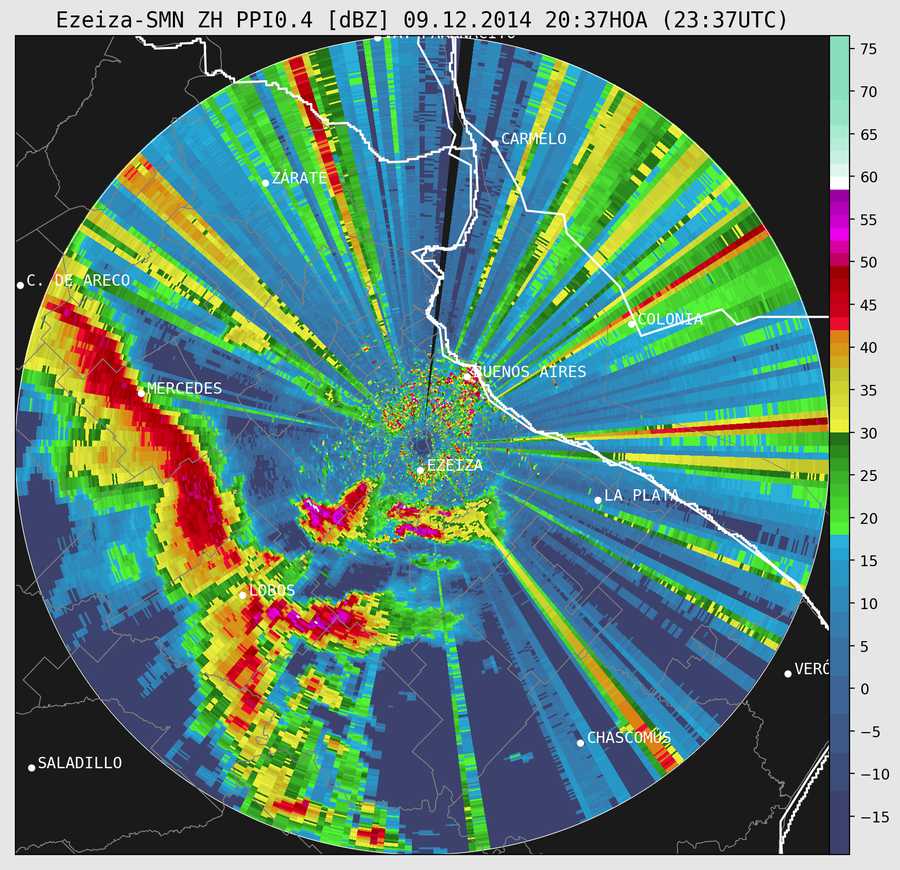 Ezeiza-SMN ZH PPI0.4 [dBZ] 09.12.2014 20:37HOA (23:37UTC)
75
CARMELO
70
ZÁRATE
65
60
55
C. DE ARECO
50
45
COLONIA
40
BUENOS AIRES
MERCEDES
35
30
EZEIZA
25
LA PLATA
20
15
LOBOS
10
5
VERÓ
0
−5
CHASCOMÚS
SALADILLO
−10
−15